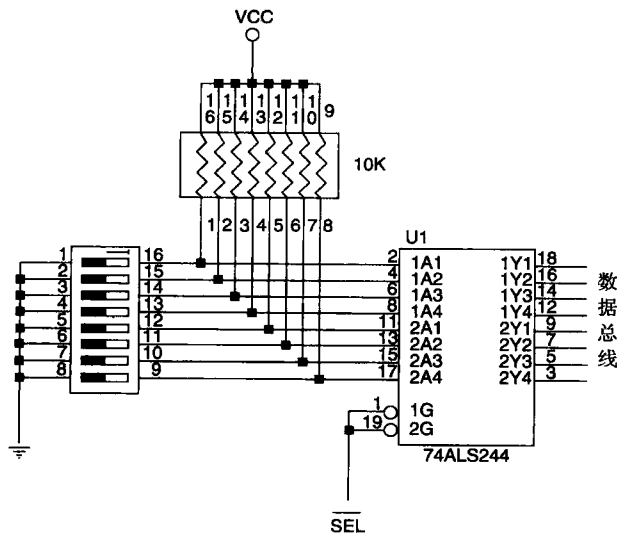 VCC
16 15 14 13 12 11 10 9
10K
1 2 3 4 5 6 7 8
U1
1 16 2 1A1 1Y1 18
2 15 4 1A2 1Y2 16
3 14 6 1A3 1Y3 14
4 13 8 1A4 1Y4 12
5 12 11 2A1 2Y1 9
6 11 13 2A2 2Y2 7
7 10 15 2A3 2Y3 5
8 9 17 2A4 2Y4 3
数据总线
1 1G
19 2G
74ALS244
SEL